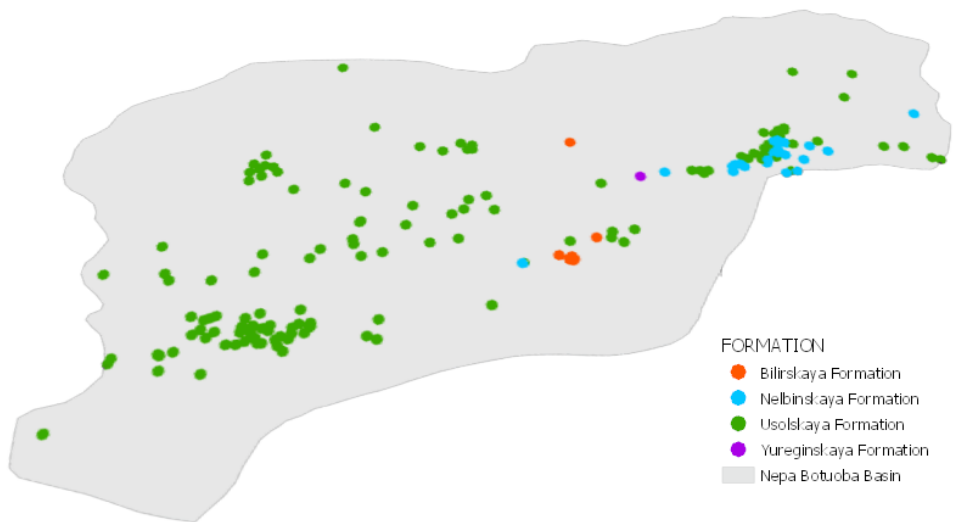 FORMATION
Bilirskaya Formation
Nelbinskaya Formation
Usolskaya Formation
Yureginskaya Formation
Nepa Botuoba Basin